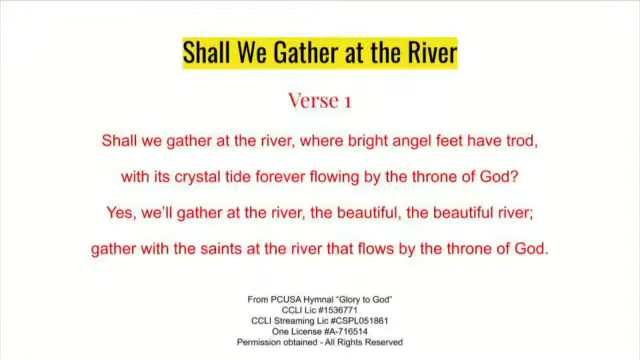 Shall We Gather at the River
Verse 1
Shall we gather at the river, where bright angel feet have trod,
with its crystal tide forever flowing by the throne of God?
Yes, we'll gather at the river, the beautiful, the beautiful river;
gather with the saints at the river that flows by the throne of God.
From PCUSA Hymnal “Glory to God”
CCLI Lic #1536771
CCLI Streaming Lic #CSPL051861
One License #A-716514
Permission obtained - All Rights Reserved